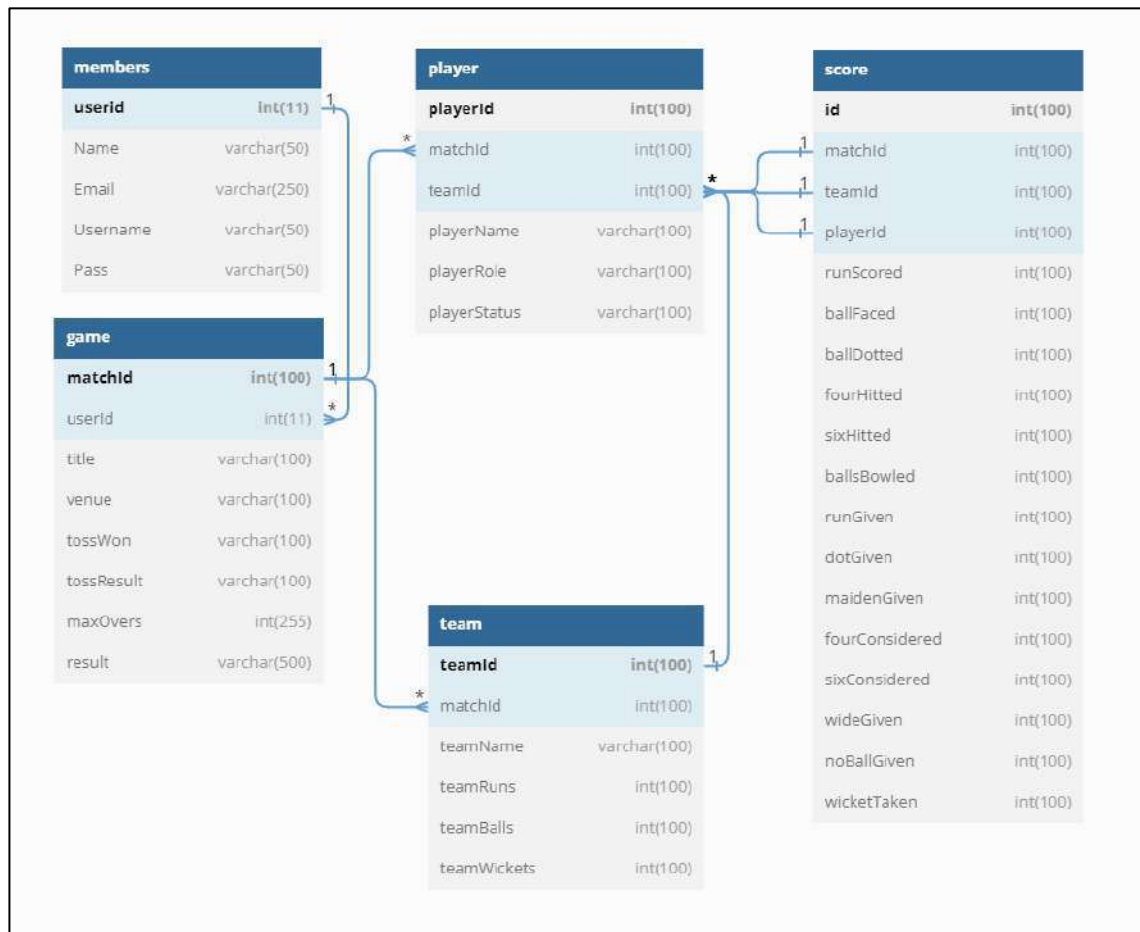 members
userId int(11)
Name varchar(50)
Email varchar(250)
Username varchar(50)
Pass varchar(50)
game
matchId int(100)
userId int(11)
title varchar(100)
venue varchar(100)
tossWon varchar(100)
tossResult varchar(100)
maxOvers int(255)
result varchar(500)
1
*
1
*
player
playerId int(100)
* matchId int(100)
teamId int(100) *
playerName varchar(100)
playerRole varchar(100)
playerStatus varchar(100)
team
teamId int(100) 1
* matchId int(100)
teamName varchar(100)
teamRuns int(100)
teamBalls int(100)
teamWickets int(100)
score
id int(100)
1 matchId int(100)
1 teamId int(100)
1 playerId int(100)
runScored int(100)
ballFaced int(100)
ballDotted int(100)
fourHitted int(100)
sixHitted int(100)
ballsBowled int(100)
runGiven int(100)
dotGiven int(100)
maidenGiven int(100)
fourConsidered int(100)
sixConsidered int(100)
wideGiven int(100)
noBallGiven int(100)
wicketTaken int(100)